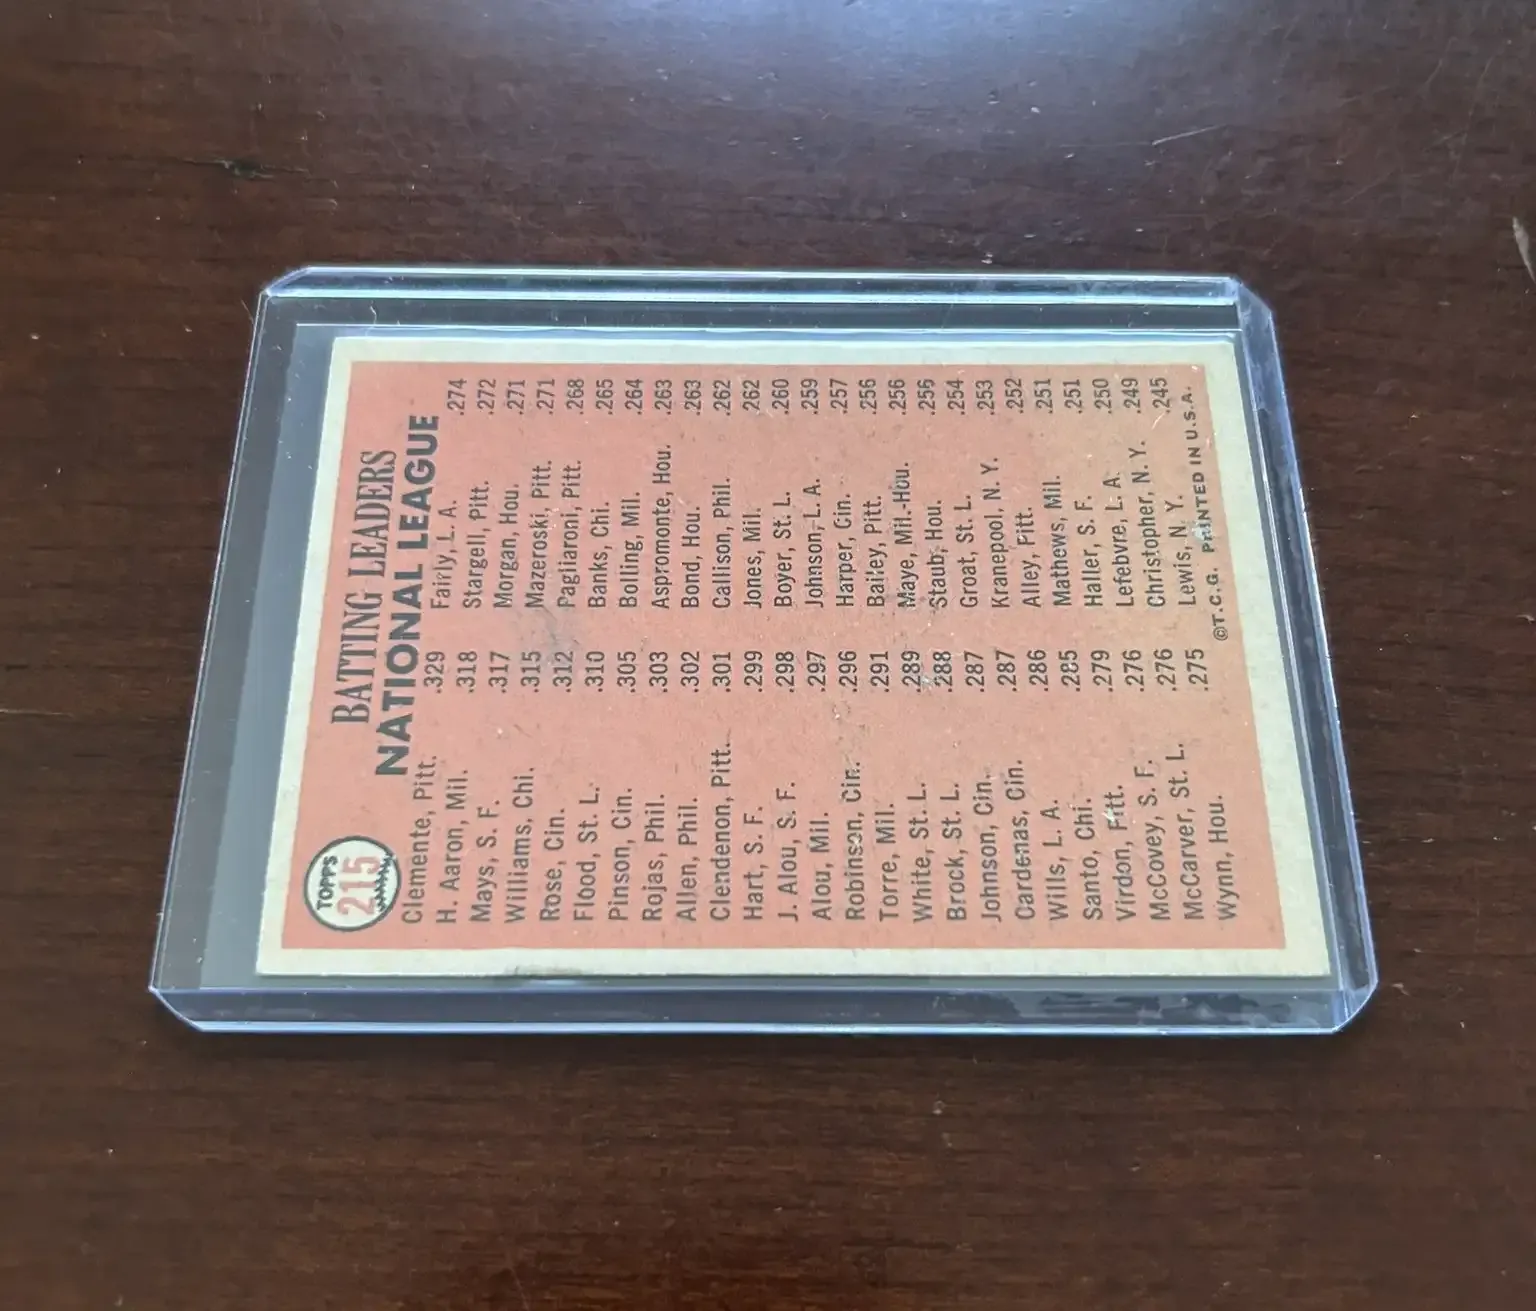 TOPPS
215
BATTING LEADERS
NATIONAL LEAGUE
Clemente, Pitt. .329
H. Aaron, Mil. .318
Mays, S. F. .317
Williams, Chi. .315
Rose, Cin. .312
Flood, St. L. .310
Pinson, Cin. .305
Rojas, Phil. .303
Allen, Phil. .302
Clendenon, Pitt. .301
Hart, S. F. .299
J. Alou, S. F. .298
Alou, Mil. .297
Robinson, Cin. .296
Torre, Mil. .291
White, St. L. .289
Brock, St. L. .288
Johnson, Cin. .287
Cardenas, Cin. .287
Wills, L. A. .286
Santo, Chi. .285
Virdon, Pitt. .279
McCovey, S. F. .276
McCarver, St. L. .276
Wynn, Hou. .275
Fairly, L. A. .274
Stargell, Pitt. .272
Morgan, Hou. .271
Mazeroski, Pitt. .271
Pagliaroni, Pitt. .268
Banks, Chi. .265
Bolling, Mil. .264
Aspromonte, Hou. .263
Bond, Hou. .263
Callison, Phil. .262
Jones, Mil. .262
Boyer, St. L. .260
Johnson, L. A. .259
Harper, Cin. .257
Bailey, Pitt. .256
Maye, Mil.-Hou. .256
Staub, Hou. .256
Groat, St. L. .254
Kranepool, N. Y. .253
Alley, Pitt. .252
Mathews, Mil. .251
Haller, S. F. .251
Lefebvre, L. A. .250
Christopher, N. Y. .249
Lewis, N. Y. .245
©T.C.G. PRINTED IN U.S.A.